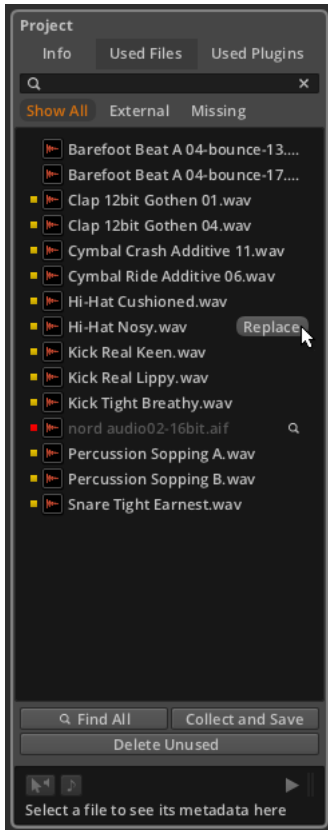 Project
Info Used Files Used Plugins
Show All External Missing
Barefoot Beat A 04-bounce-13....
Barefoot Beat A 04-bounce-17....
Clap 12bit Gothen 01.wav
Clap 12bit Gothen 04.wav
Cymbal Crash Additive 11.wav
Cymbal Ride Additive 06.wav
Hi-Hat Cushioned.wav
Hi-Hat Nosy.wav Replace
Kick Real Keen.wav
Kick Real Lippy.wav
Kick Tight Breathy.wav
nord audio02-16bit.aif
Percussion Sopping A.wav
Percussion Sopping B.wav
Snare Tight Earnest.wav
Find All Collect and Save
Delete Unused
Select a file to see its metadata here